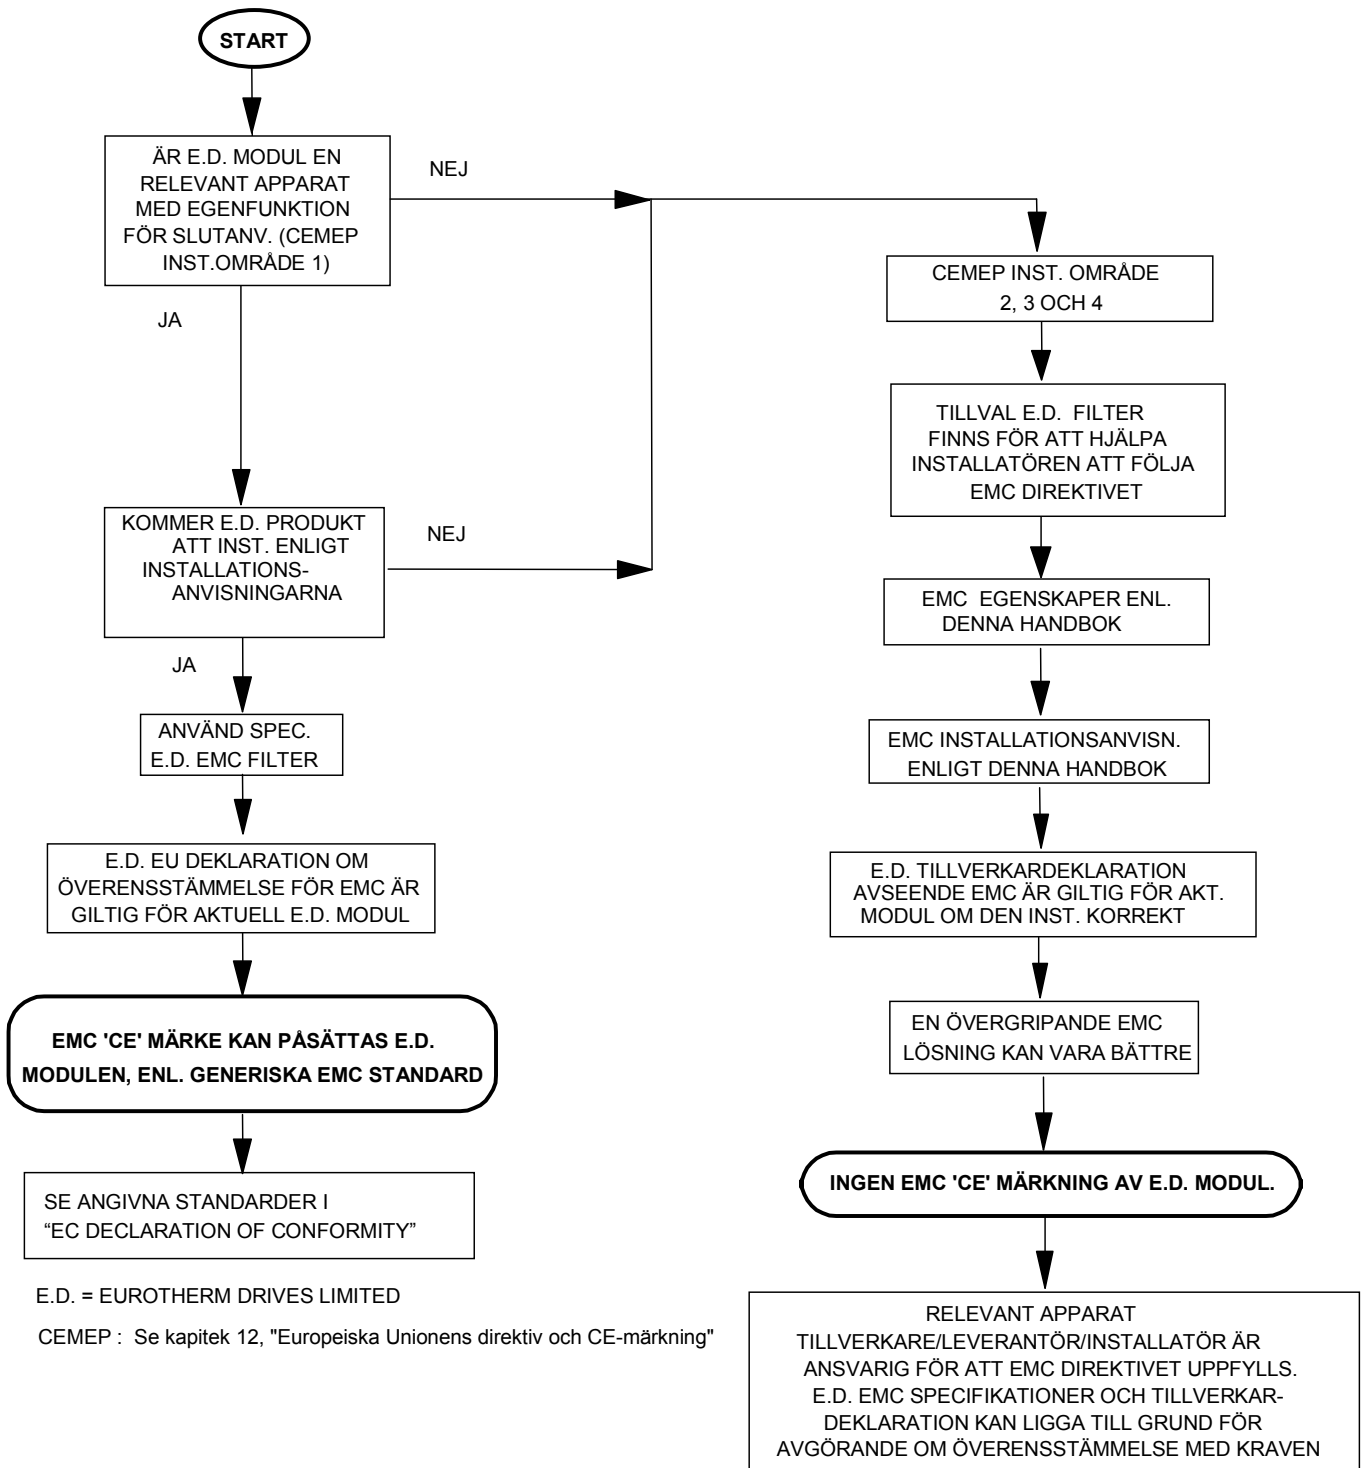 START
ÄR E.D. MODUL EN
RELEVANT APPARAT
MED EGENFUNKTION
FÖR SLUTANV. (CEMEP
INST.OMRÅDE 1)
NEJ
JA
KOMMER E.D. PRODUKT
ATT INST. ENLIGT
INSTALLATIONS-
ANVISNINGARNA
NEJ
JA
ANVÄND SPEC.
E.D. EMC FILTER
E.D. EU DEKLARATION OM
ÖVERENSSTÄMMELSE FÖR EMC ÄR
GILTIG FÖR AKTUELL E.D. MODUL
EMC 'CE' MÄRKE KAN PÅSÄTTAS E.D.
MODULEN, ENL. GENERISKA EMC STANDARD
SE ANGIVNA STANDARDER I
“EC DECLARATION OF CONFORMITY”
E.D. = EUROTHERM DRIVES LIMITED
CEMEP : Se kapitek 12, "Europeiska Unionens direktiv och CE-märkning"
CEMEP INST. OMRÅDE
2, 3 OCH 4
TILLVAL E.D. FILTER
FINNS FÖR ATT HJÄLPA
INSTALLATÖREN ATT FÖLJA
EMC DIREKTIVET
EMC EGENSKAPER ENL.
DENNA HANDBOK
EMC INSTALLATIONSANVISN.
ENLIGT DENNA HANDBOK
E.D. TILLVERKARDEKLARATION
AVSEENDE EMC ÄR GILTIG FÖR AKT.
MODUL OM DEN INST. KORREKT
EN ÖVERGRIPANDE EMC
LÖSNING KAN VARA BÄTTRE
INGEN EMC 'CE' MÄRKNING AV E.D. MODUL.
RELEVANT APPARAT
TILLVERKARE/LEVERANTÖR/INSTALLATÖR ÄR
ANSVARIG FÖR ATT EMC DIREKTIVET UPPFYLLS.
E.D. EMC SPECIFIKATIONER OCH TILLVERKAR-
DEKLARATION KAN LIGGA TILL GRUND FÖR
AVGÖRANDE OM ÖVERENSSTÄMMELSE MED KRAVEN